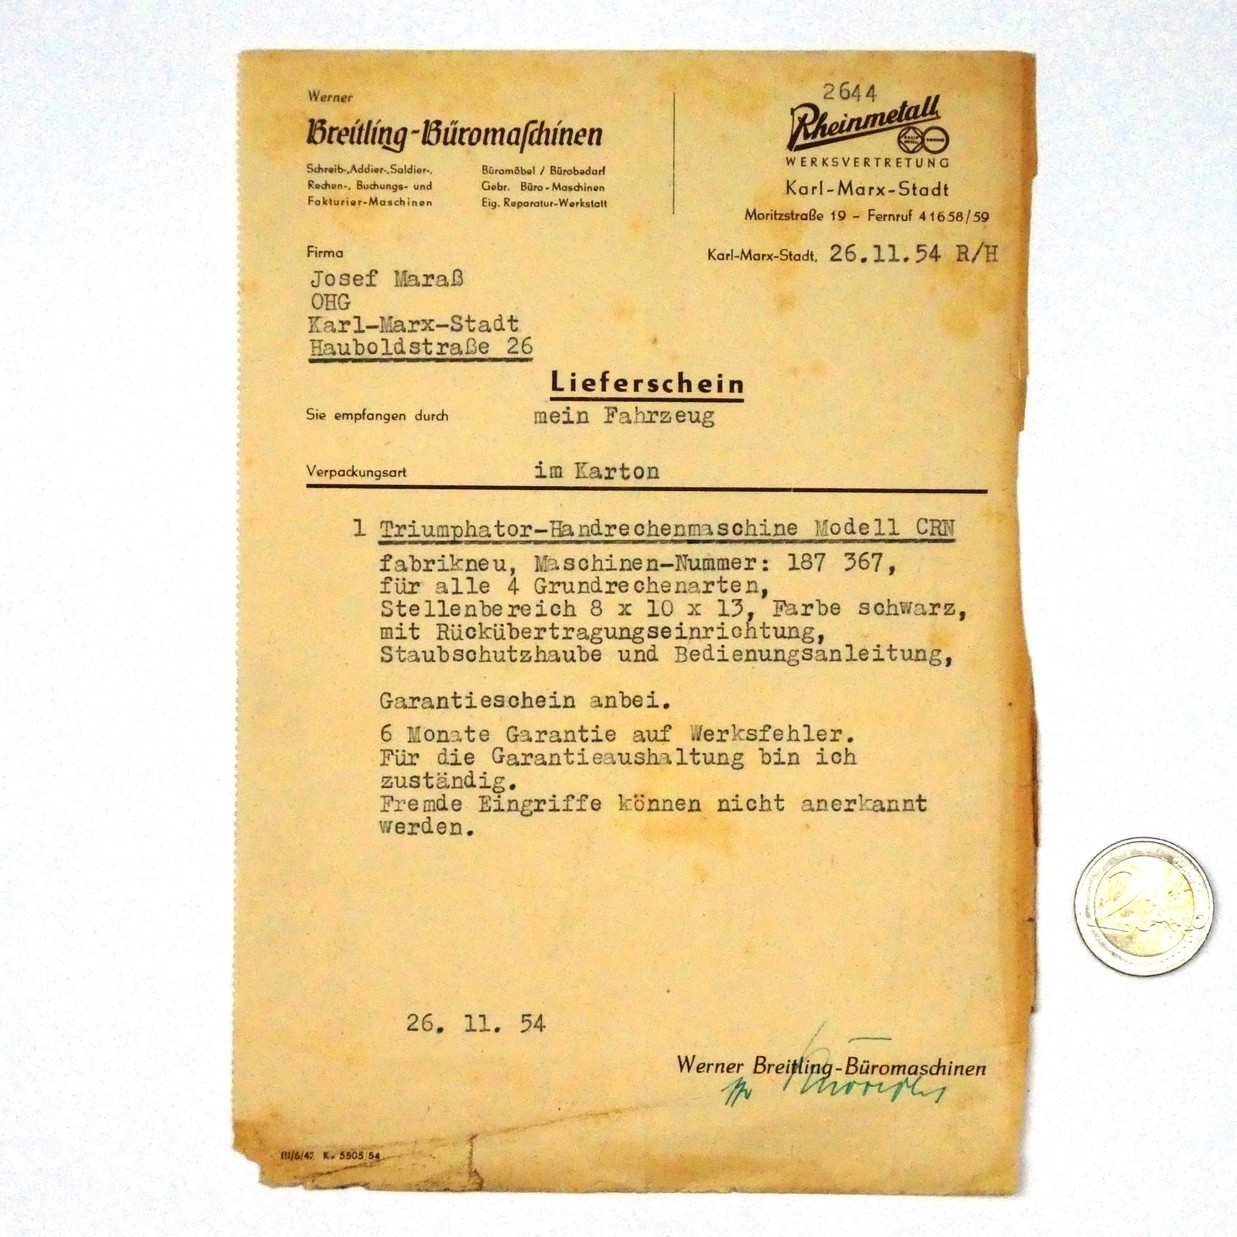 Werner
Breitling-Büromaschinen
Schreib-,Addier-,Saldier-,
Rechen-, Buchungs- und
Fakturier-Maschinen
Büromöbel / Bürobedarf
Gebr. Büro-Maschinen
Eig. Reparatur-Werkstatt
2644
Rheinmetall
WERKSVERTRETUNG
Karl-Marx-Stadt
Moritzstraße 19 - Fernruf 41658/59
Karl-Marx-Stadt, 26.11.54 R/H
Firma
Josef Maraß
OHG
Karl-Marx-Stadt
Hauboldstraße 26
Lieferschein
Sie empfangen durch mein Fahrzeug
Verpackungsart im Karton
1 Triumphator-Handrechenmaschine Modell CRN
fabrikneu, Maschinen-Nummer: 187 367,
für alle 4 Grundrechenarten,
Stellenbereich 8 x 10 x 13, Farbe schwarz,
mit Rückübertragungseinrichtung,
Staubschutzhaube und Bedienungsanleitung,
Garantieschein anbei.
6 Monate Garantie auf Werksfehler.
Für die Garantieaushaltung bin ich
zuständig.
Fremde Eingriffe können nicht anerkannt
werden.
26. 11. 54
Werner Breitling-Büromaschinen
III/6/42 5505 54
2